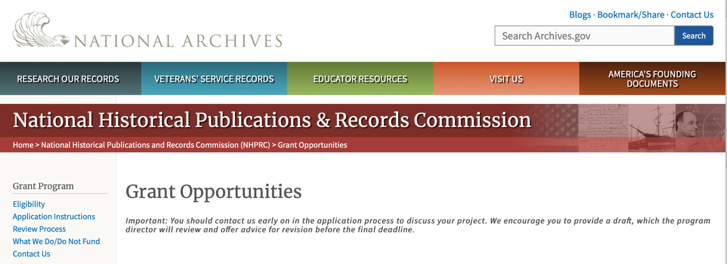 Blogs · Bookmark/Share · Contact Us
NATIONAL ARCHIVES
Search Archives.gov
Search
RESEARCH OUR RECORDS
VETERANS' SERVICE RECORDS
EDUCATOR RESOURCES
VISIT US
AMERICA'S FOUNDING
DOCUMENTS
National Historical Publications & Records Commission
Home > National Historical Publications and Records Commission (NHPRC) > Grant Opportunities
Grant Program
Eligibility
Application Instructions
Review Process
What We Do/Do Not Fund
Contact Us
Grant Opportunities
Important: You should contact us early on in the application process to discuss your project. We encourage you to provide a draft, which the program
director will review and offer advice for revision before the final deadline.